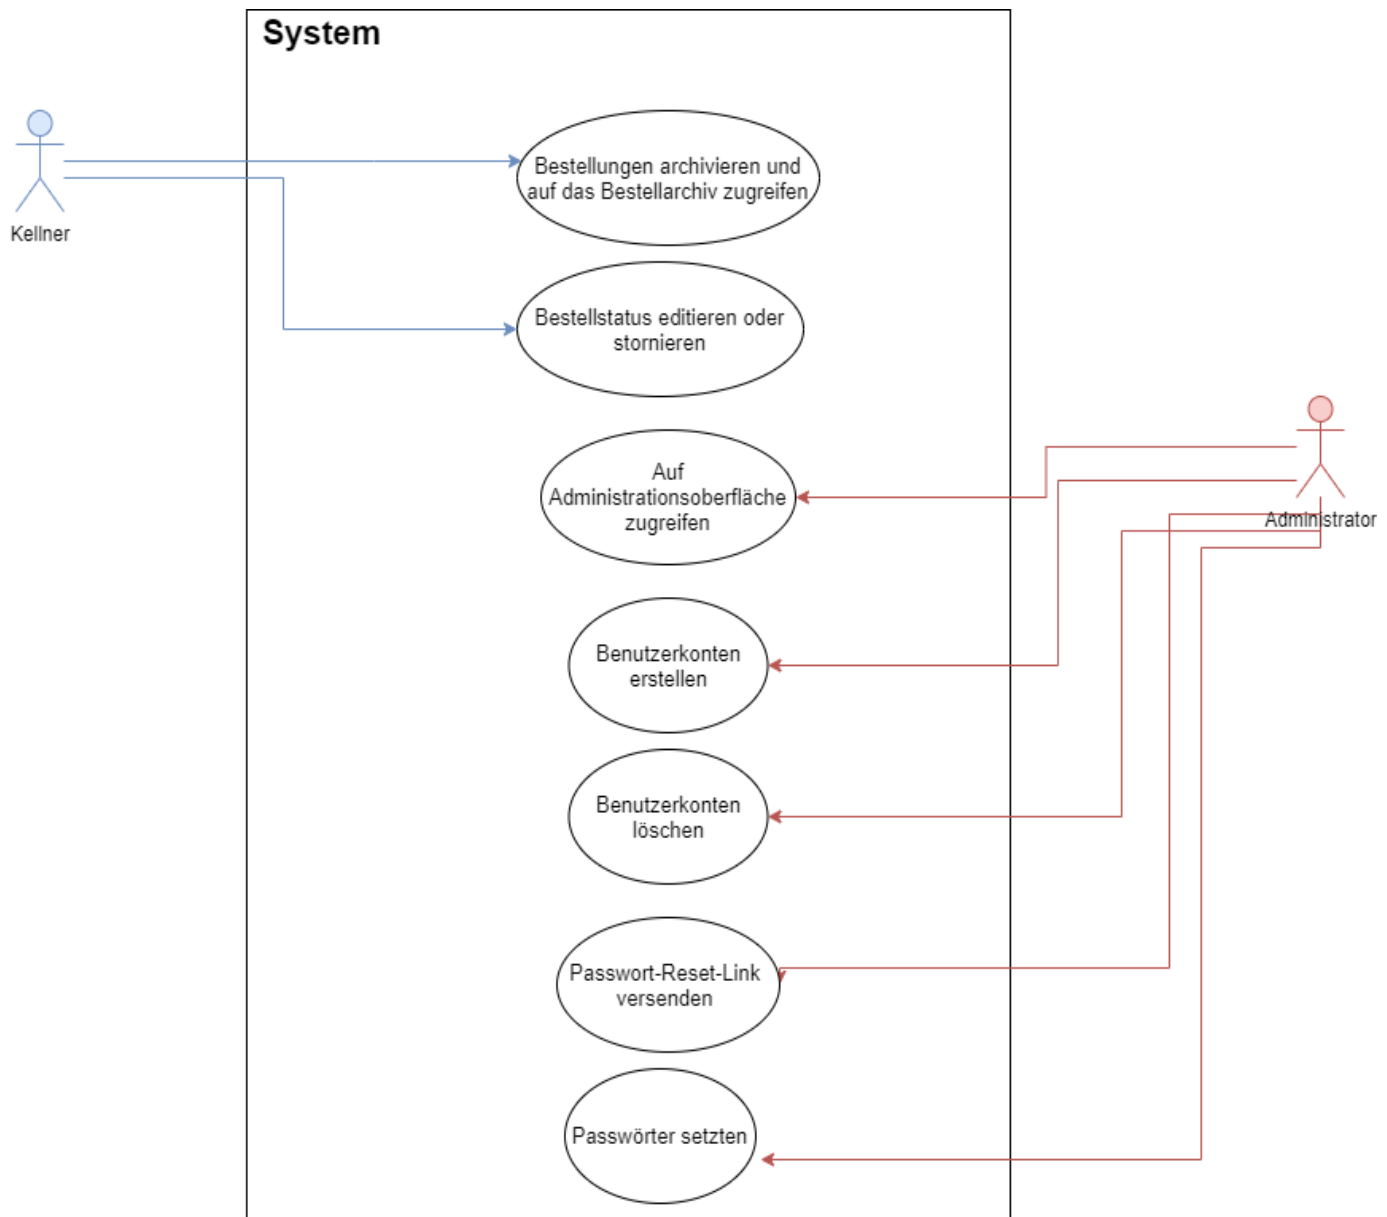 System
Bestellungen archivieren und
auf das Bestellarchiv zugreifen
Kellner
Bestellstatus editieren oder
stornieren
Auf
Administrationsoberfläche
zugreifen
Administrator
Benutzerkonten
erstellen
Benutzerkonten
löschen
Passwort-Reset-Link
versenden
Passwörter setzten